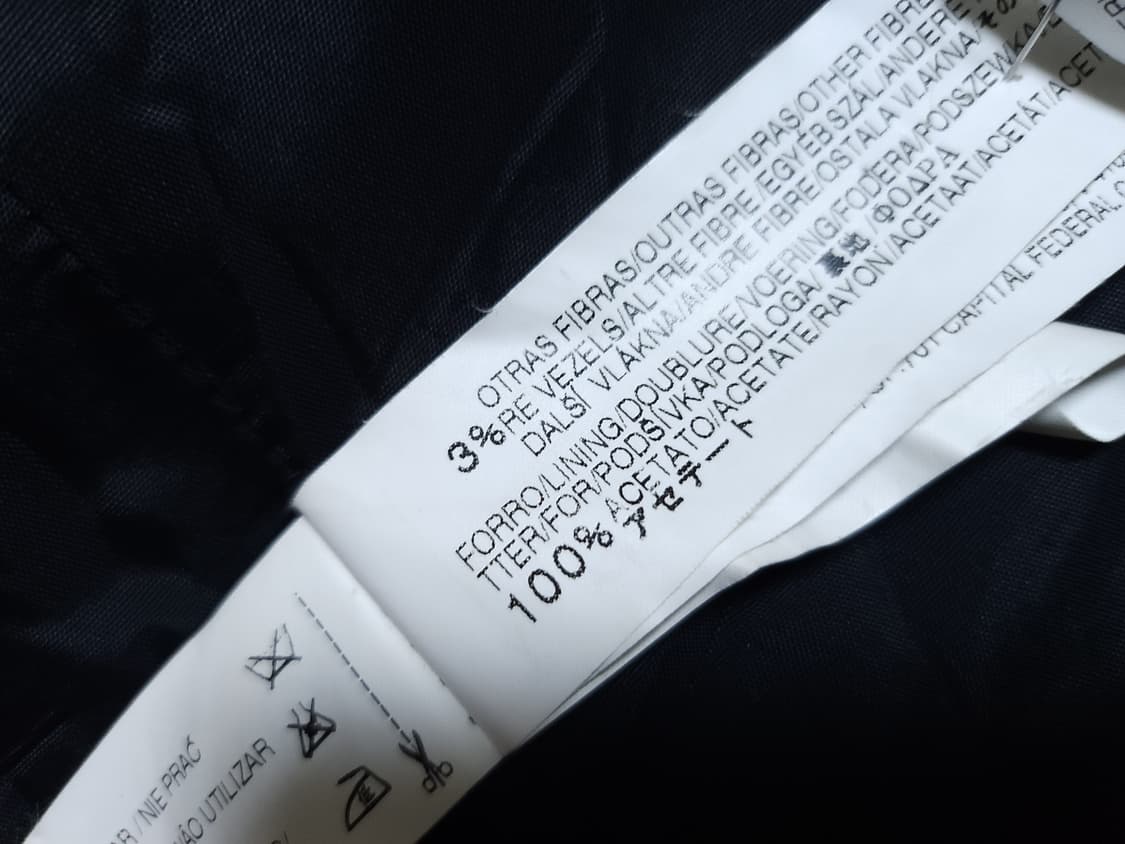 3% OTRAS FIBRAS/OUTRAS FIBRAS/OTHER FIBRE
RE VEZELS/ALTRE FIBRE/EGYÉB SZÁL/ANDERE
DALŠÍ VLÁKNA/ANDRE FIBRE/OSTALA VLAKNA/その
FORRO/LINING/DOUBLURE/VOERING/FODERA/PODSZEWKA
TTER/FOR/PODŠÍVKA/PODLOGA/裏地/ΦΟΔΡΑ
100% ACETATO/ACETATE/RAYON/ACETAAT/ACETÁT/ACET
アセテート
CAPITAL FEDERAL
AR / NIE PRAĆ
NÃO UTILIZAR